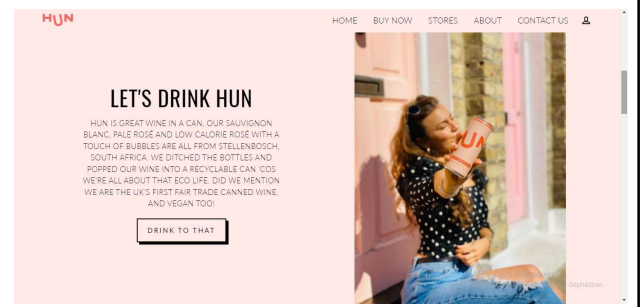 HUN
HOME BUY NOW STORES ABOUT CONTACT US
LET'S DRINK HUN
HUN IS GREAT WINE IN A CAN. OUR SAUVIGNON
BLANC, PALE ROSÉ AND LOW CALORIE ROSÉ WITH A
TOUCH OF BUBBLES ARE ALL FROM STELLENBOSCH,
SOUTH AFRICA. WE DITCHED THE BOTTLES AND
POPPED OUR WINE INTO A RECYCLABLE CAN 'COS
WE'RE ALL ABOUT THAT ECO LIFE. DID WE MENTION
WE ARE THE UK'S FIRST FAIR TRADE CANNED WINE,
AND VEGAN TOO!
DRINK TO THAT
UN